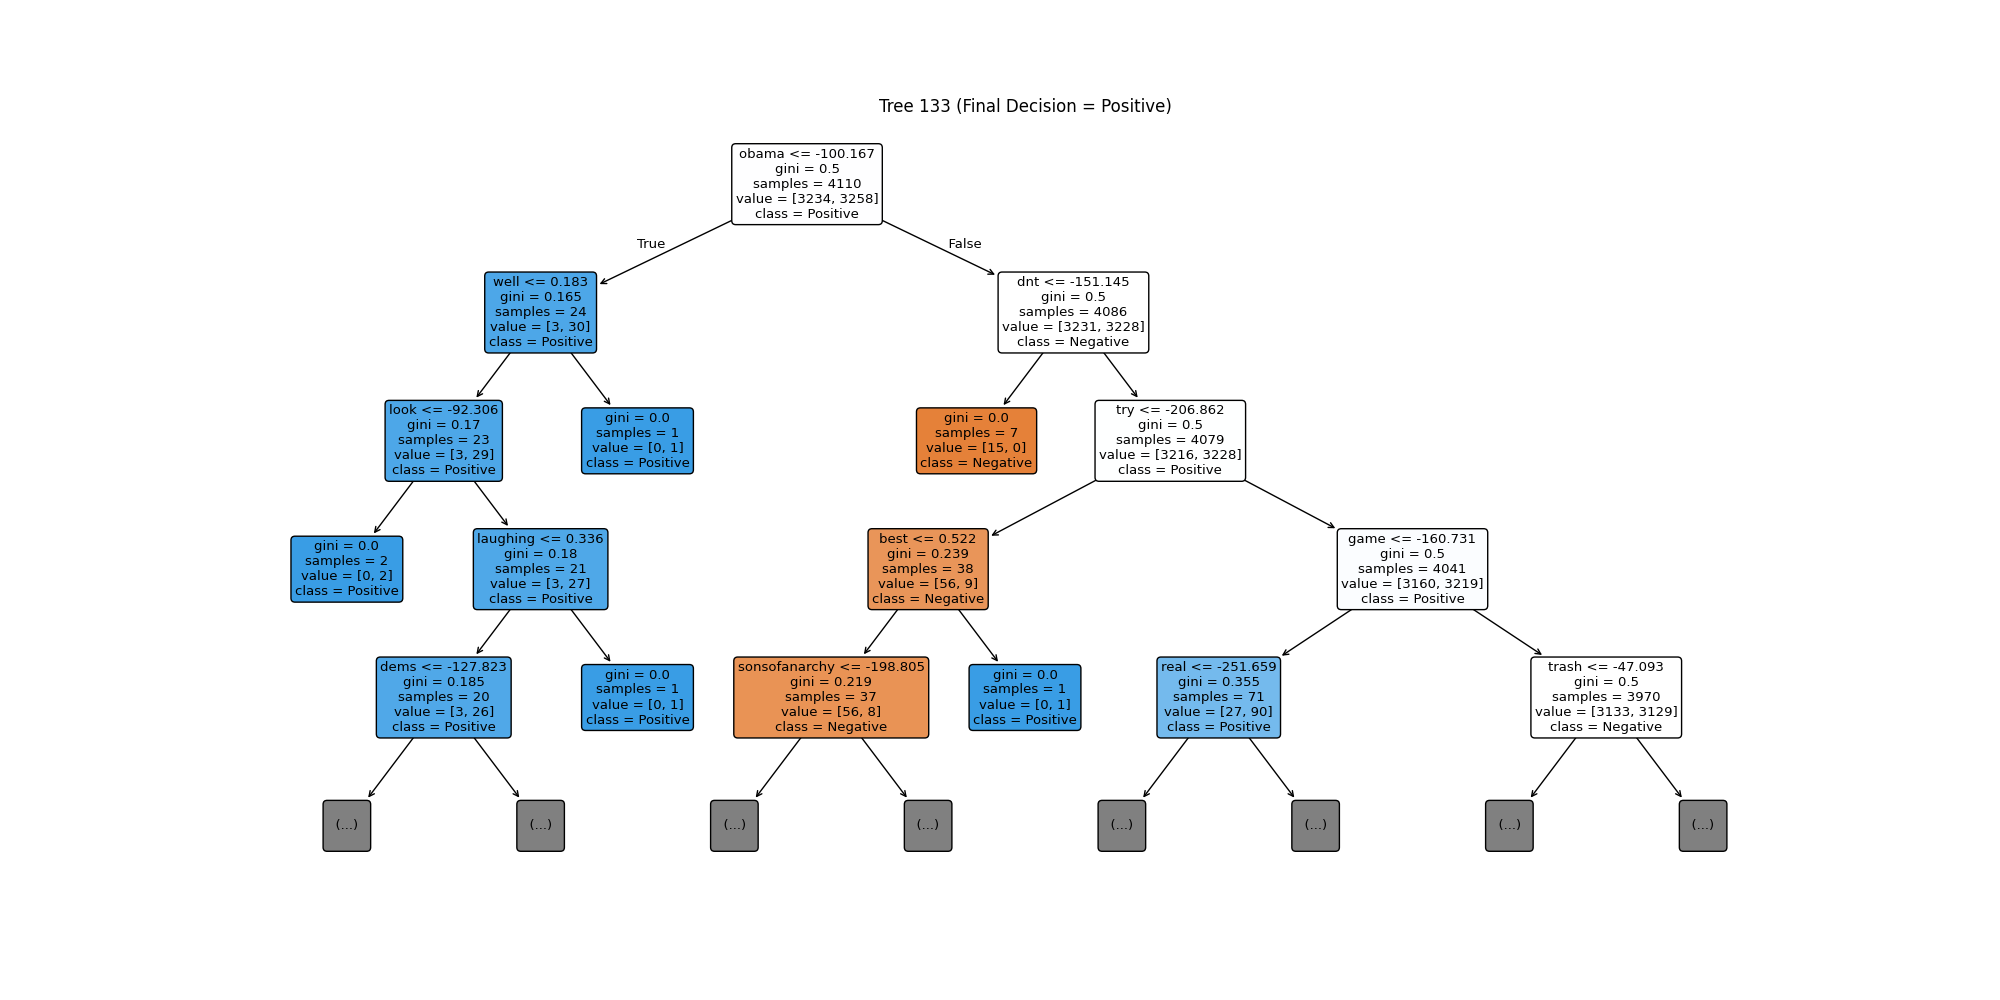 Tree 133 (Final Decision = Positive)
obama <= -100.167
gini = 0.5
samples = 4110
value = [3234, 3258]
class = Positive
True
False
well <= 0.183
gini = 0.165
samples = 24
value = [3, 30]
class = Positive
dnt <= -151.145
gini = 0.5
samples = 4086
value = [3231, 3228]
class = Negative
look <= -92.306
gini = 0.17
samples = 23
value = [3, 29]
class = Positive
gini = 0.0
samples = 1
value = [0, 1]
class = Positive
gini = 0.0
samples = 7
value = [15, 0]
class = Negative
try <= -206.862
gini = 0.5
samples = 4079
value = [3216, 3228]
class = Positive
gini = 0.0
samples = 2
value = [0, 2]
class = Positive
laughing <= 0.336
gini = 0.18
samples = 21
value = [3, 27]
class = Positive
best <= 0.522
gini = 0.239
samples = 38
value = [56, 9]
class = Negative
game <= -160.731
gini = 0.5
samples = 4041
value = [3160, 3219]
class = Positive
dems <= -127.823
gini = 0.185
samples = 20
value = [3, 26]
class = Positive
gini = 0.0
samples = 1
value = [0, 1]
class = Positive
sonsofanarchy <= -198.805
gini = 0.219
samples = 37
value = [56, 8]
class = Negative
gini = 0.0
samples = 1
value = [0, 1]
class = Positive
real <= -251.659
gini = 0.355
samples = 71
value = [27, 90]
class = Positive
trash <= -47.093
gini = 0.5
samples = 3970
value = [3133, 3129]
class = Negative
(...)
(...)
(...)
(...)
(...)
(...)
(...)
(...)